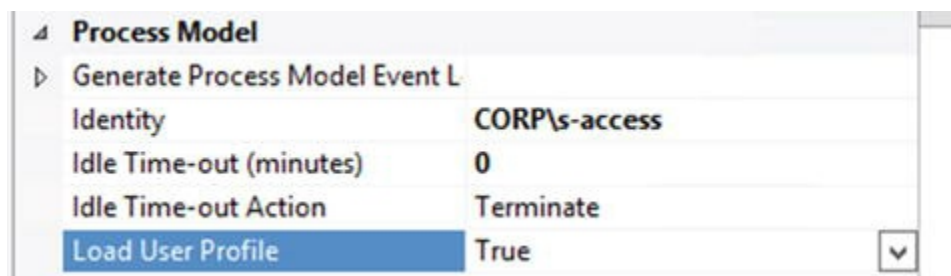 Process Model
Generate Process Model Event L
Identity CORP\s-access
Idle Time-out (minutes) 0
Idle Time-out Action Terminate
Load User Profile True